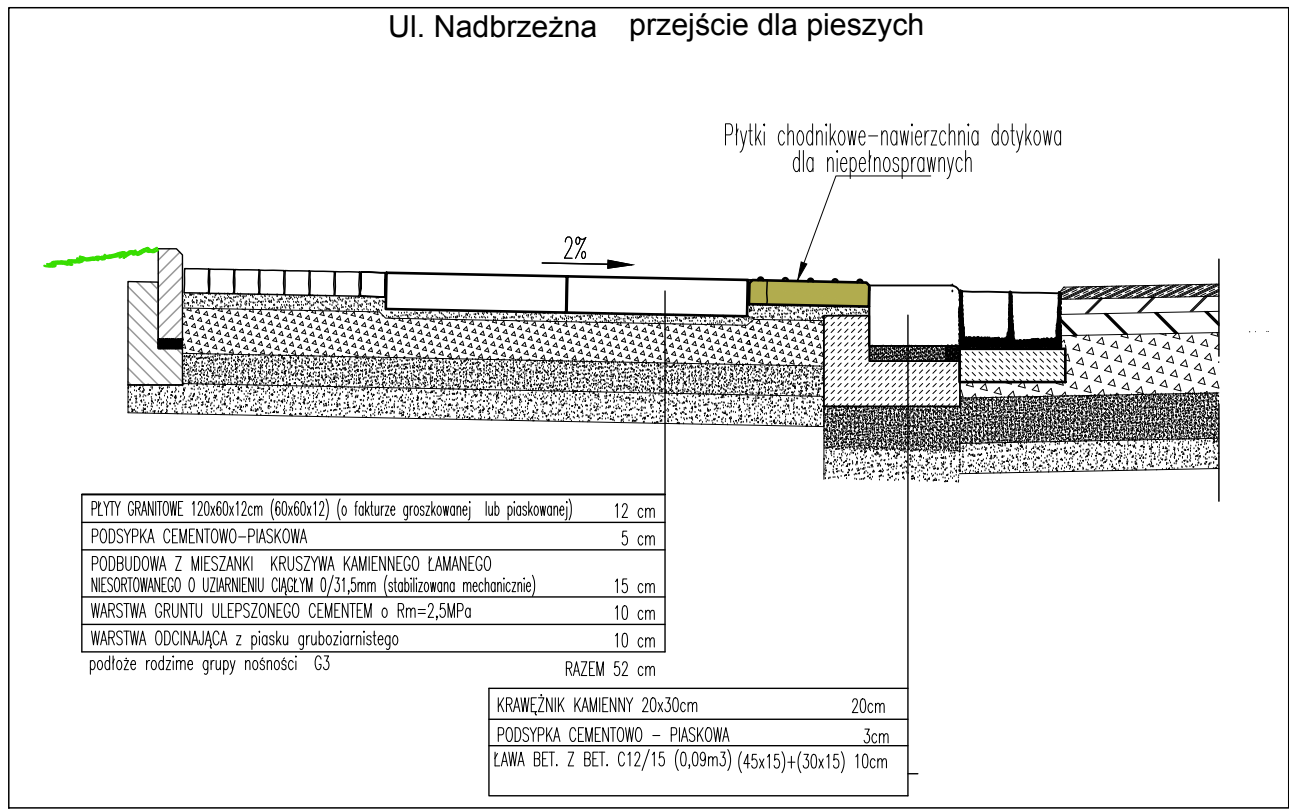 Ul. Nadbrzeżna przejście dla pieszych
Płytki chodnikowe-nawierzchnia dotykowa
dla niepełnosprawnych
2%
PŁYTY GRANITOWE 120x60x12cm (60x60x12) (o fakturze groszkowanej lub piaskowanej) 12 cm
PODSYPKA CEMENTOWO-PIASKOWA 5 cm
PODBUDOWA Z MIESZANKI KRUSZYWA KAMIENNEGO ŁAMANEGO
NIESORTOWANEGO O UZIARNIENIU CIĄGŁYM 0/31,5mm (stabilizowana mechanicznie) 15 cm
WARSTWA GRUNTU ULEPSZONEGO CEMENTEM o Rm=2,5MPa 10 cm
WARSTWA ODCINAJĄCA z piasku gruboziarnistego 10 cm
podłoże rodzime grupy nośności G3 RAZEM 52 cm
KRAWĘŻNIK KAMIENNY 20x30cm 20cm
PODSYPKA CEMENTOWO - PIASKOWA 3cm
ŁAWA BET. Z BET. C12/15 (0,09m3) (45x15)+(30x15) 10cm